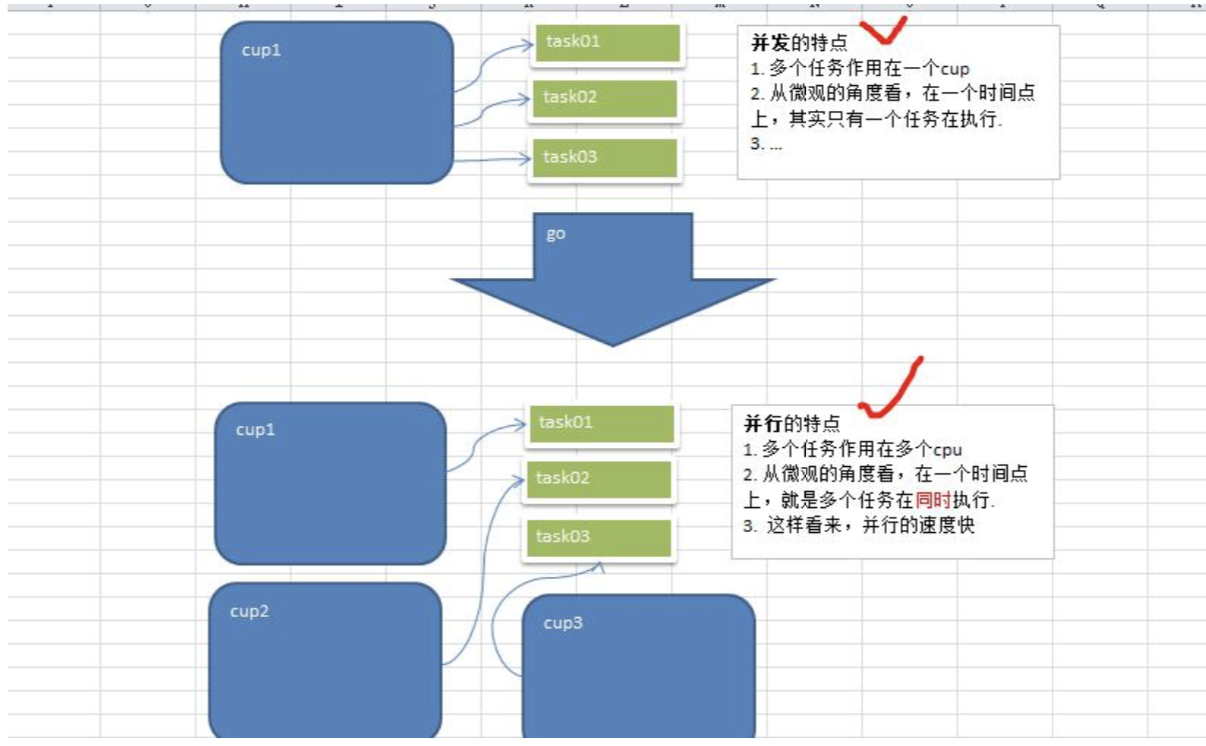 cup1
task01
task02
task03
并发的特点
1. 多个任务作用在一个cup
2. 从微观的角度看，在一个时间点
上，其实只有一个任务在执行.
3. ...
go
cup1
task01
task02
task03
并行的特点
1. 多个任务作用在多个cpu
2. 从微观的角度看，在一个时间点
上，就是多个任务在同时执行.
3. 这样看来，并行的速度快
cup2
cup3